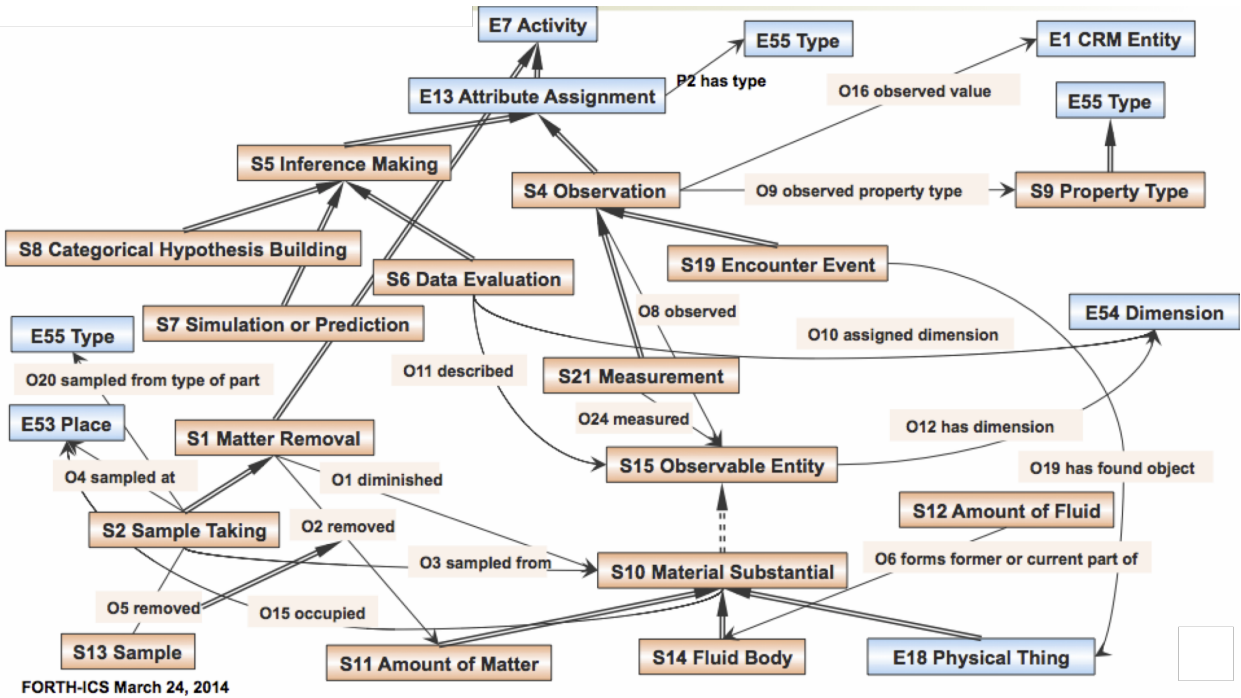 E7 Activity
E55 Type
E1 CRM Entity
P2 has type
E13 Attribute Assignment
O16 observed value
E55 Type
S5 Inference Making
S4 Observation
O9 observed property type
S9 Property Type
S8 Categorical Hypothesis Building
S19 Encounter Event
S6 Data Evaluation
O8 observed
E54 Dimension
S7 Simulation or Prediction
O10 assigned dimension
E55 Type
O11 described
S21 Measurement
O20 sampled from type of part
E53 Place
O24 measured
O12 has dimension
S1 Matter Removal
S15 Observable Entity
O19 has found object
O4 sampled at
O1 diminished
S12 Amount of Fluid
S2 Sample Taking
O2 removed
O3 sampled from
O6 forms former or current part of
S10 Material Substantial
O5 removed
O15 occupied
S13 Sample
S11 Amount of Matter
S14 Fluid Body
E18 Physical Thing
FORTH-ICS March 24, 2014